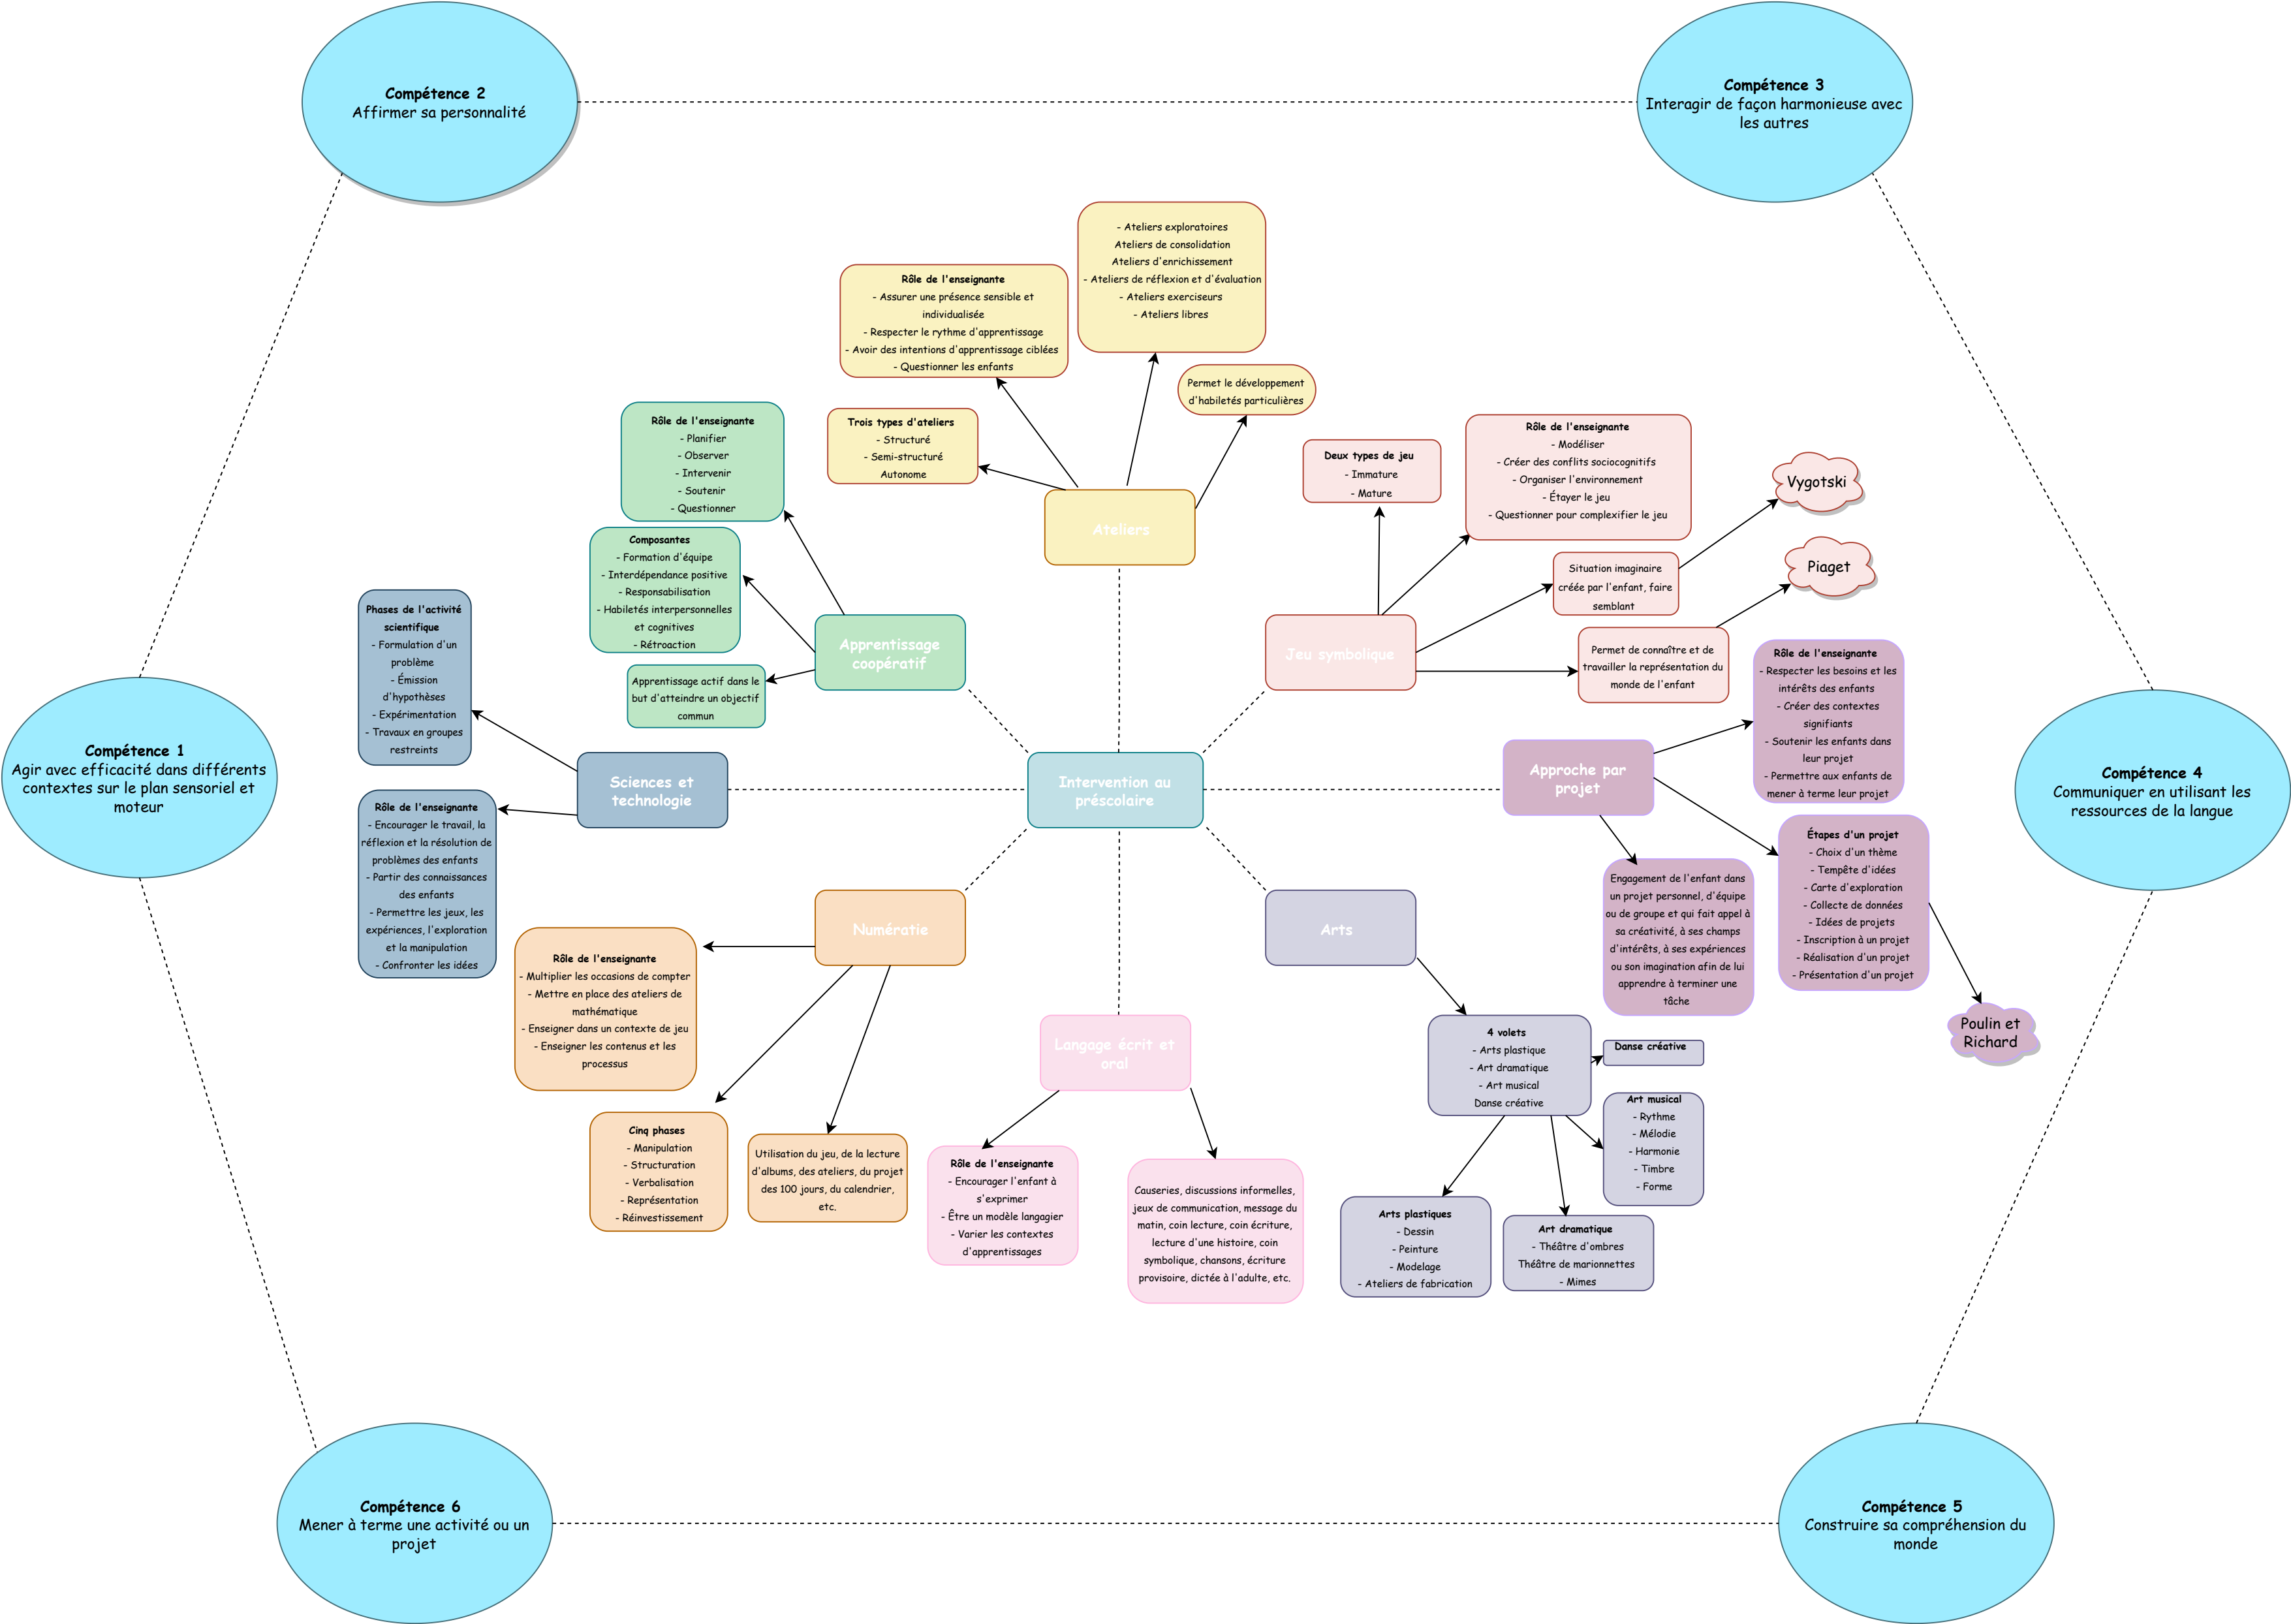 Compétence 2
Affirmer sa personnalité
Compétence 3
Interagir de façon harmonieuse avec
les autres
- Ateliers exploratoires
Ateliers de consolidation
Ateliers d'enrichissement
- Ateliers de réflexion et d'évaluation
- Ateliers exerciseurs
- Ateliers libres
Rôle de l'enseignante
- Assurer une présence sensible et
individualisée
- Respecter le rythme d'apprentissage
- Avoir des intentions d'apprentissage ciblées
- Questionner les enfants
Permet le développement
d'habiletés particulières
Trois types d'ateliers
- Structuré
- Semi-structuré
Autonome
Ateliers
Rôle de l'enseignante
- Planifier
- Observer
- Intervenir
- Soutenir
- Questionner
Composantes
- Formation d'équipe
- Interdépendance positive
- Responsabilisation
- Habiletés interpersonnelles
et cognitives
- Rétroaction
Apprentissage actif dans le
but d'atteindre un objectif
commun
Apprentissage
coopératif
Deux types de jeu
- Immature
- Mature
Rôle de l'enseignante
- Modéliser
- Créer des conflits sociocognitifs
- Organiser l'environnement
- Étayer le jeu
- Questionner pour complexifier le jeu
Vygotski
Situation imaginaire
créée par l'enfant, faire
semblant
Piaget
Permet de connaître et de
travailler la représentation du
monde de l'enfant
Jeu symbolique
Phases de l'activité
scientifique
- Formulation d'un
problème
- Émission
d'hypothèses
- Expérimentation
- Travaux en groupes
restreints
Compétence 1
Agir avec efficacité dans différents
contextes sur le plan sensoriel et
moteur
Sciences et
technologie
Rôle de l'enseignante
- Encourager le travail, la
réflexion et la résolution de
problèmes des enfants
- Partir des connaissances
des enfants
- Permettre les jeux, les
expériences, l'exploration
et la manipulation
- Confronter les idées
Intervention au
préscolaire
Approche par
projet
Rôle de l'enseignante
- Respecter les besoins et les
intérêts des enfants
- Créer des contextes
signifiants
- Soutenir les enfants dans
leur projet
- Permettre aux enfants de
mener à terme leur projet
Compétence 4
Communiquer en utilisant les
ressources de la langue
Étapes d'un projet
- Choix d'un thème
- Tempête d'idées
- Carte d'exploration
- Collecte de données
- Idées de projets
- Inscription à un projet
- Réalisation d'un projet
- Présentation d'un projet
Engagement de l'enfant dans
un projet personnel, d'équipe
ou de groupe et qui fait appel à
sa créativité, à ses champs
d'intérêts, à ses expériences
ou son imagination afin de lui
apprendre à terminer une
tâche
Poulin et
Richard
Numératie
Rôle de l'enseignante
- Multiplier les occasions de compter
- Mettre en place des ateliers de
mathématique
- Enseigner dans un contexte de jeu
- Enseigner les contenus et les
processus
Cinq phases
- Manipulation
- Structuration
- Verbalisation
- Représentation
- Réinvestissement
Utilisation du jeu, de la lecture
d'albums, des ateliers, du projet
des 100 jours, du calendrier,
etc.
Langage écrit et
oral
Rôle de l'enseignante
- Encourager l'enfant à
s'exprimer
- Être un modèle langagier
- Varier les contextes
d'apprentissages
Causeries, discussions informelles,
jeux de communication, message du
matin, coin lecture, coin écriture,
lecture d'une histoire, coin
symbolique, chansons, écriture
provisoire, dictée à l'adulte, etc.
Arts
4 volets
- Arts plastique
- Art dramatique
- Art musical
Danse créative
Danse créative
Art musical
- Rythme
- Mélodie
- Harmonie
- Timbre
- Forme
Arts plastiques
- Dessin
- Peinture
- Modelage
- Ateliers de fabrication
Art dramatique
- Théâtre d'ombres
Théâtre de marionnettes
- Mimes
Compétence 6
Mener à terme une activité ou un
projet
Compétence 5
Construire sa compréhension du
monde